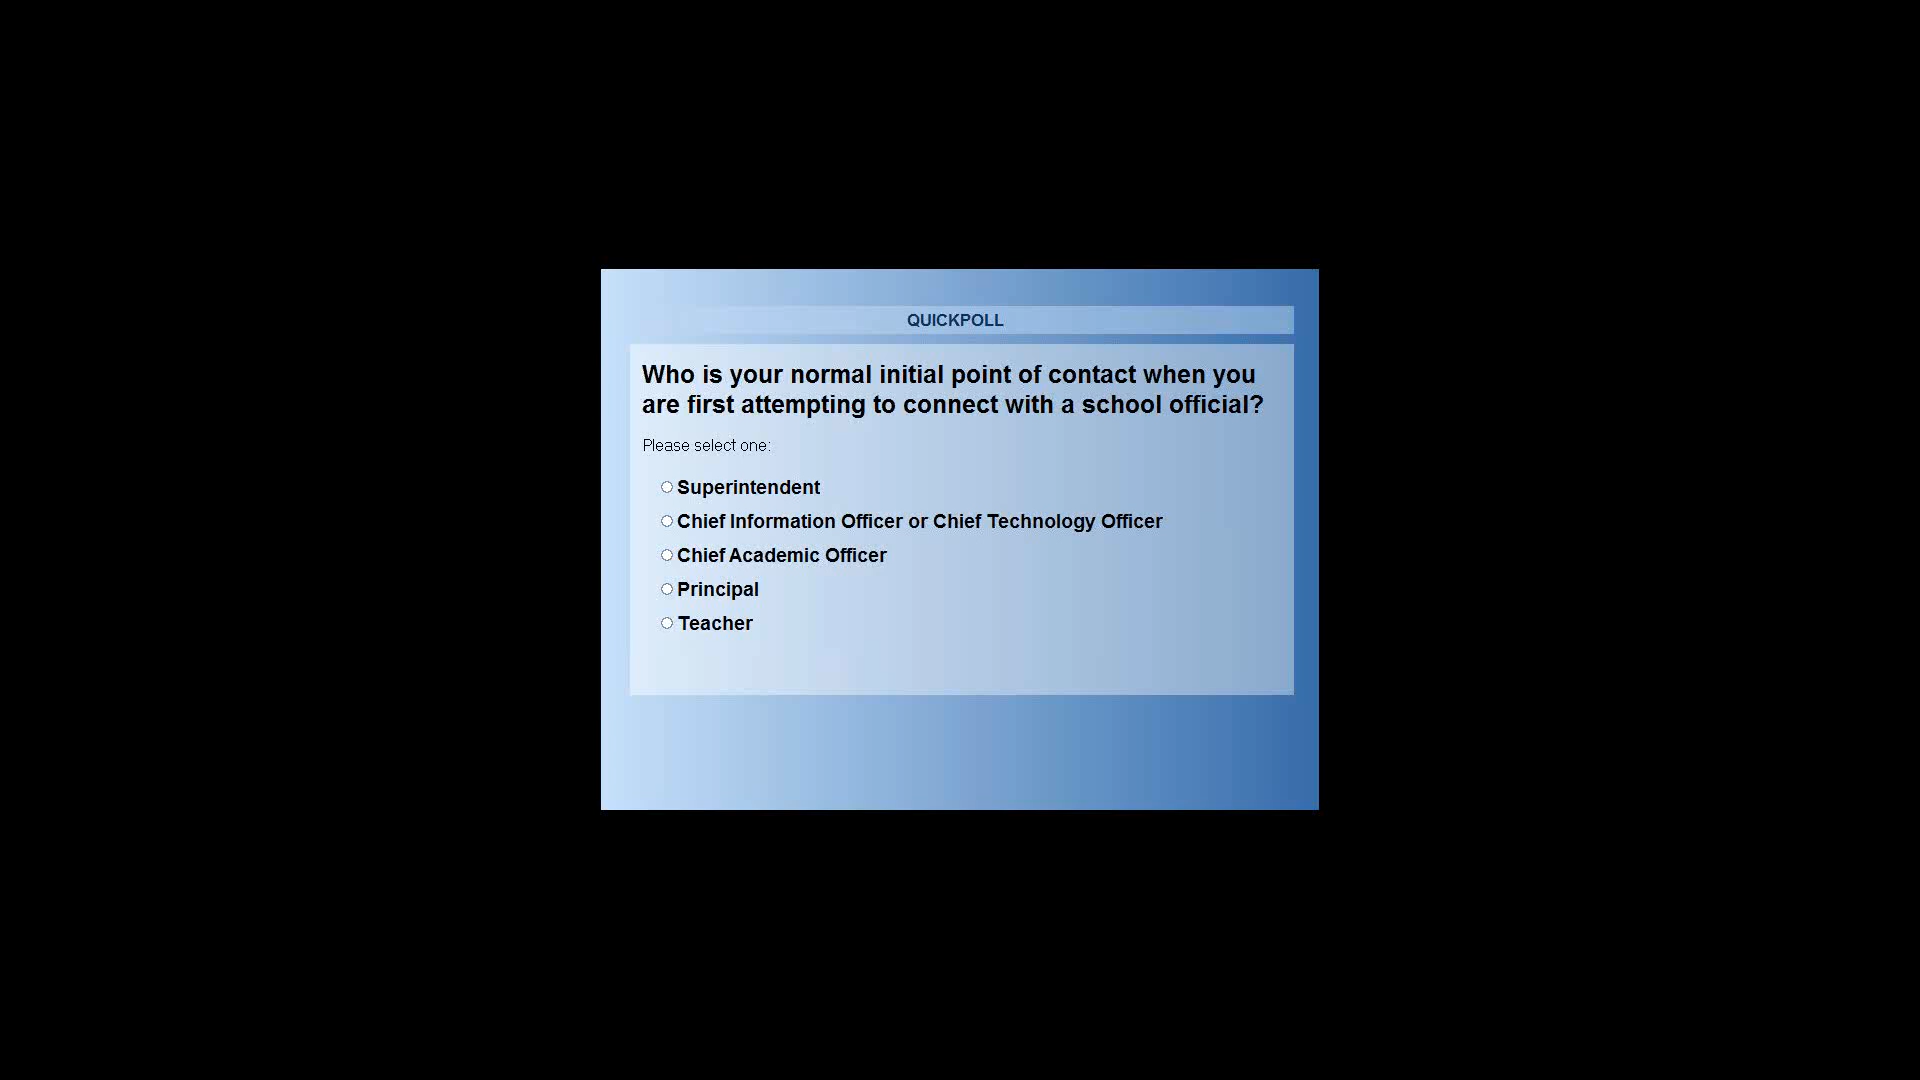 QUICKPOLL
Who is your normal initial point of contact when you
are first attempting to connect with a school official?
Please select one:
Superintendent
Chief Information Officer or Chief Technology Officer
Chief Academic Officer
Principal
Teacher